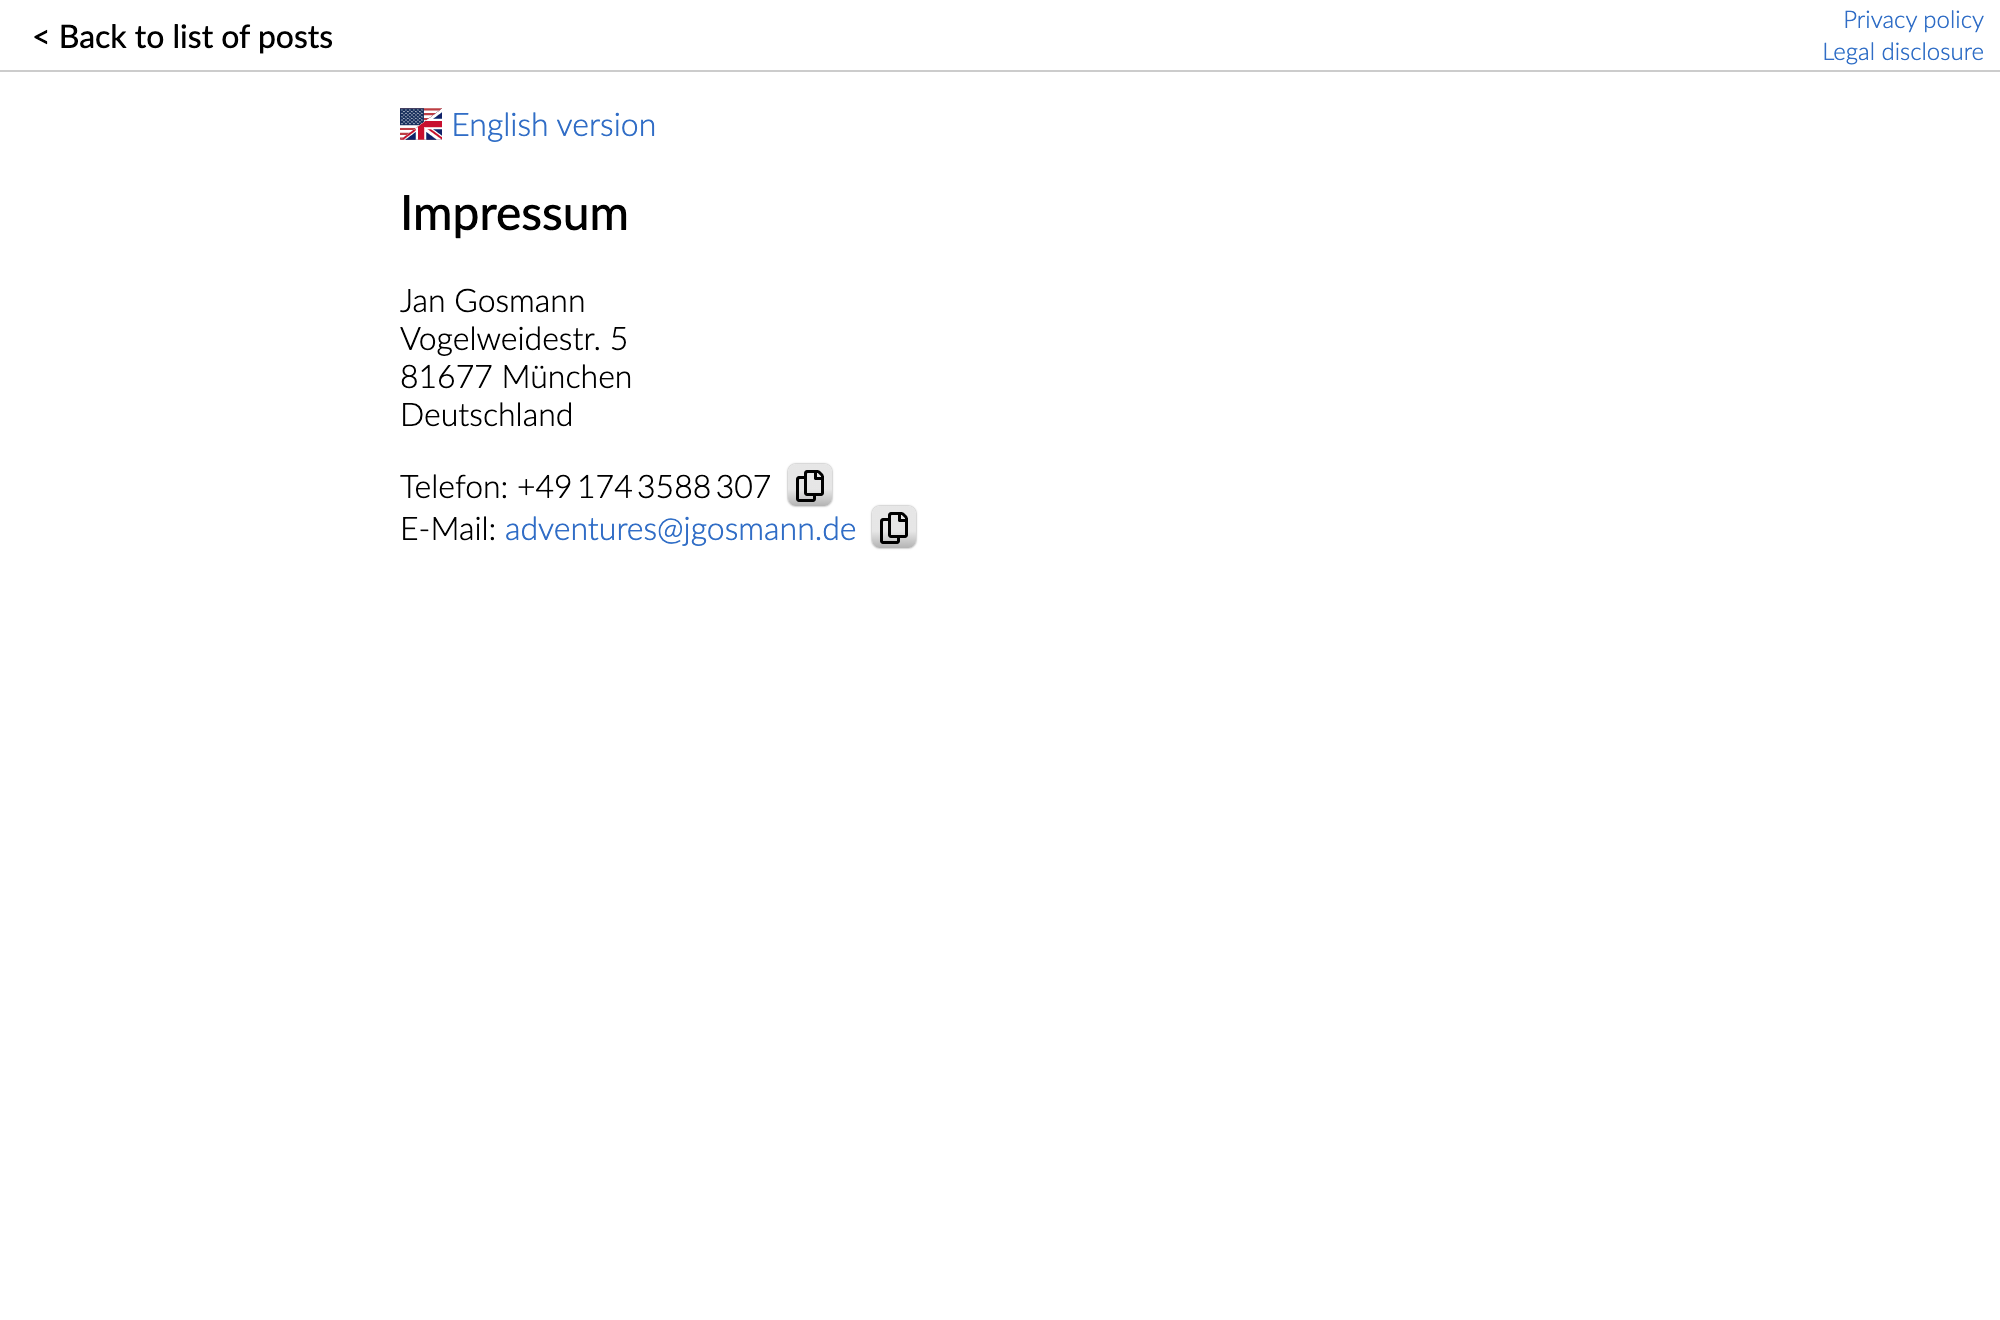 < Back to list of posts
Privacy policy
Legal disclosure
English version
Impressum
Jan Gosmann
Vogelweidestr. 5
81677 München
Deutschland
Telefon: +49 174 3588 307
E-Mail: adventures@jgosmann.de